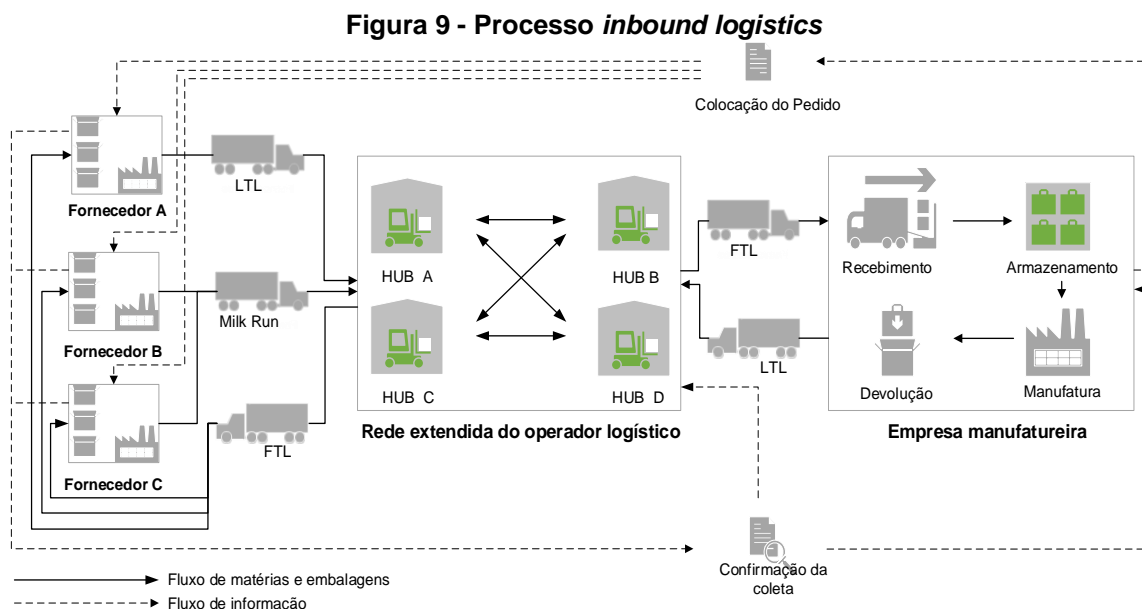 Figura 9 - Processo inbound logistics
Colocação do Pedido
Fornecedor A
LTL
Fornecedor B
Milk Run
Fornecedor C
FTL
HUB A
HUB B
HUB C
HUB D
Rede extendida do operador logístico
FTL
LTL
Recebimento
Armazenamento
Devolução
Manufatura
Empresa manufatureira
Confirmação da
coleta
Fluxo de matérias e embalagens
Fluxo de informação